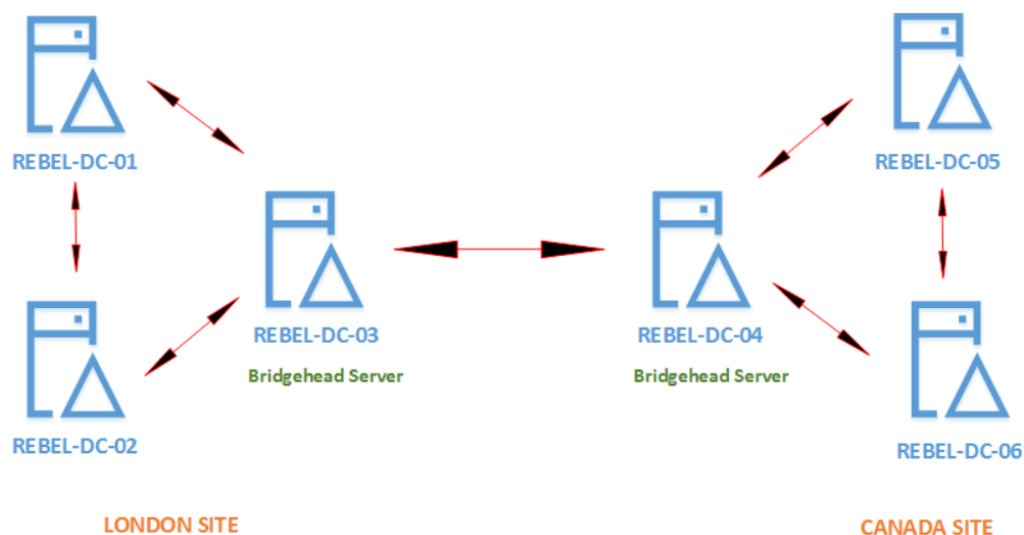 REBEL-DC-01
REBEL-DC-05
REBEL-DC-03
REBEL-DC-04
Bridgehead Server
Bridgehead Server
REBEL-DC-02
REBEL-DC-06
LONDON SITE
CANADA SITE